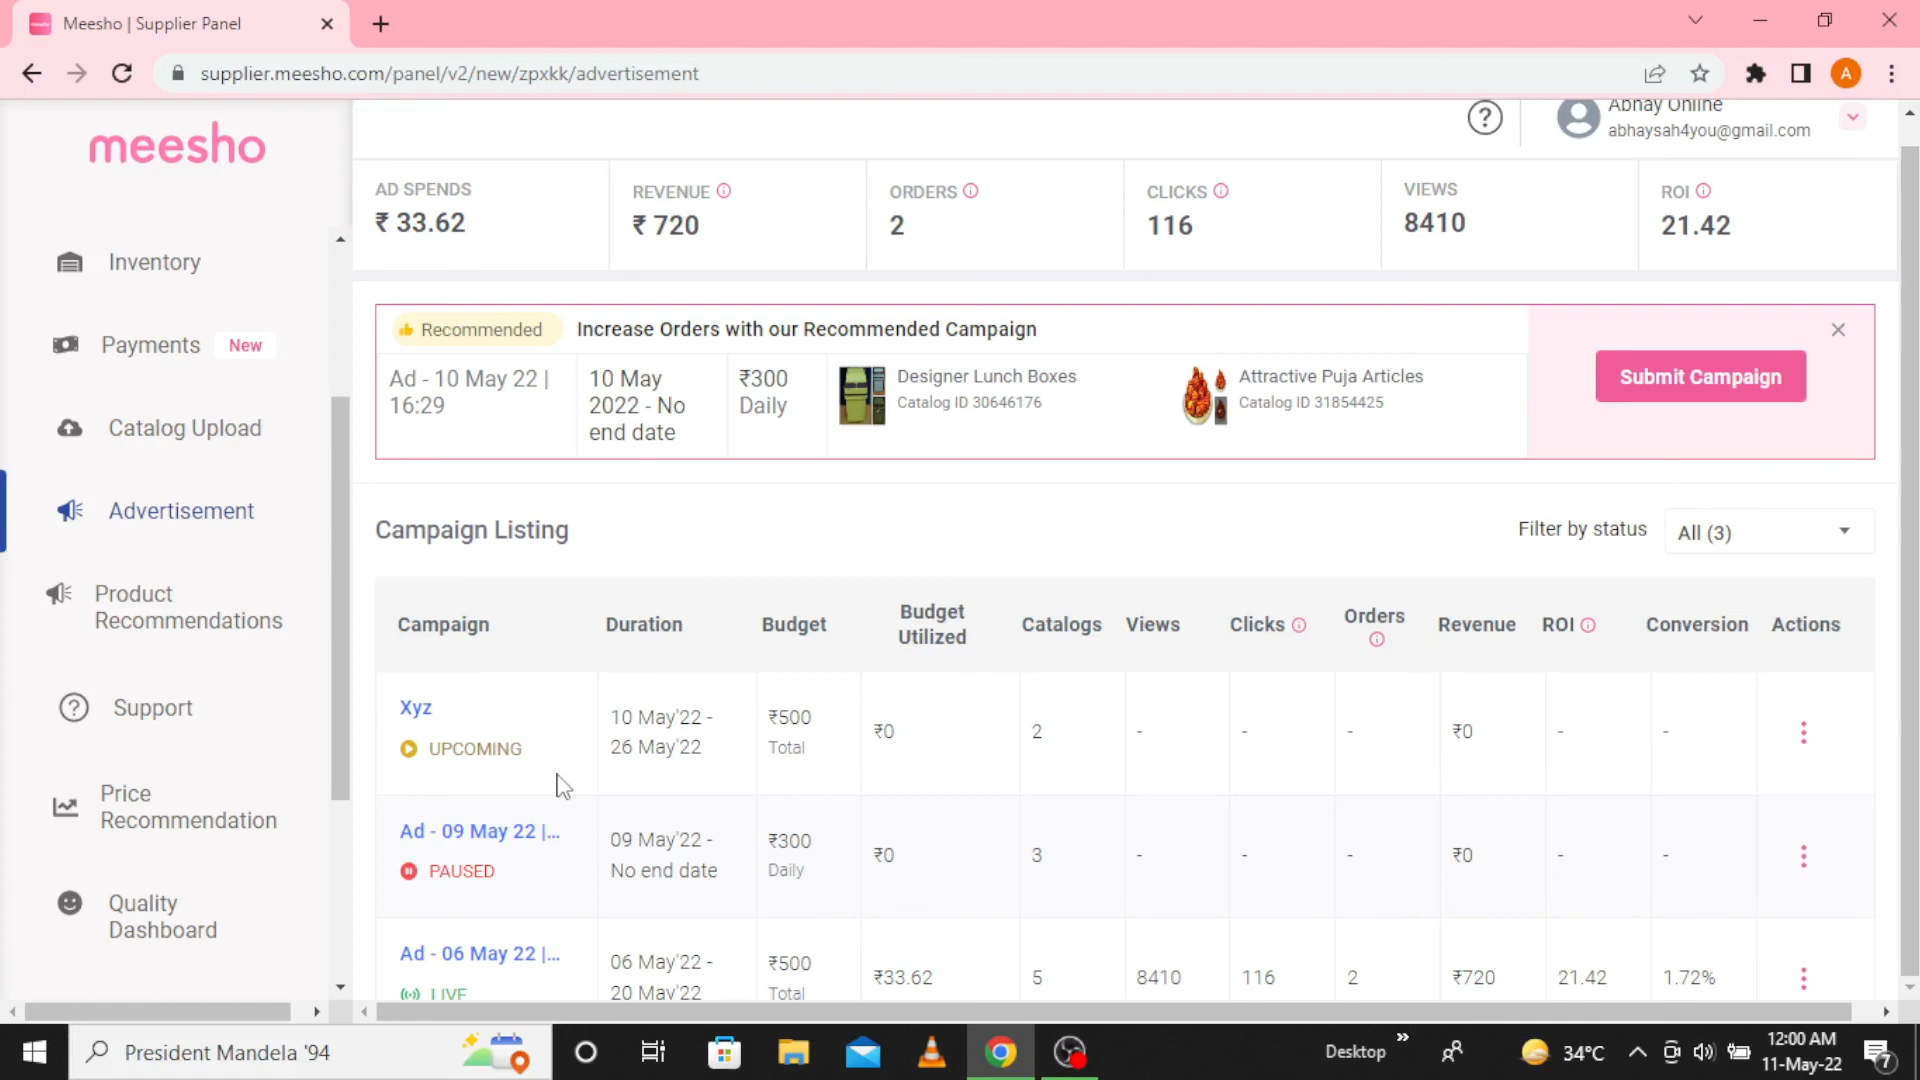 Meesho | Supplier Panel
supplier.meesho.com/panel/v2/new/zpxkk/advertisement
A
meesho
Abhay Online
abhaysah4you@gmail.com
AD SPENDS
₹ 33.62
REVENUE
₹ 720
ORDERS
2
CLICKS
116
VIEWS
8410
ROI
21.42
Inventory
Payments New
Catalog Upload
Advertisement
Product
Recommendations
Support
Price
Recommendation
Quality
Dashboard
Recommended Increase Orders with our Recommended Campaign
Ad - 10 May 22 |
16:29
10 May
2022 - No
end date
₹300
Daily
Designer Lunch Boxes
Catalog ID 30646176
Attractive Puja Articles
Catalog ID 31854425
Submit Campaign
Campaign Listing
Filter by status All (3)
Campaign Duration Budget Budget Utilized Catalogs Views Clicks Orders Revenue ROI Conversion Actions
Xyz
UPCOMING
10 May'22 -
26 May'22
₹500
Total
₹0 2 - - - ₹0 - -
Ad - 09 May 22 |...
PAUSED
09 May'22 -
No end date
₹300
Daily
₹0 3 - - - ₹0 - -
Ad - 06 May 22 |...
LIVE
06 May'22 -
20 May'22
₹500
Total
₹33.62 5 8410 116 2 ₹720 21.42 1.72%
President Mandela '94
Desktop
34°C
12:00 AM
11-May-22
7